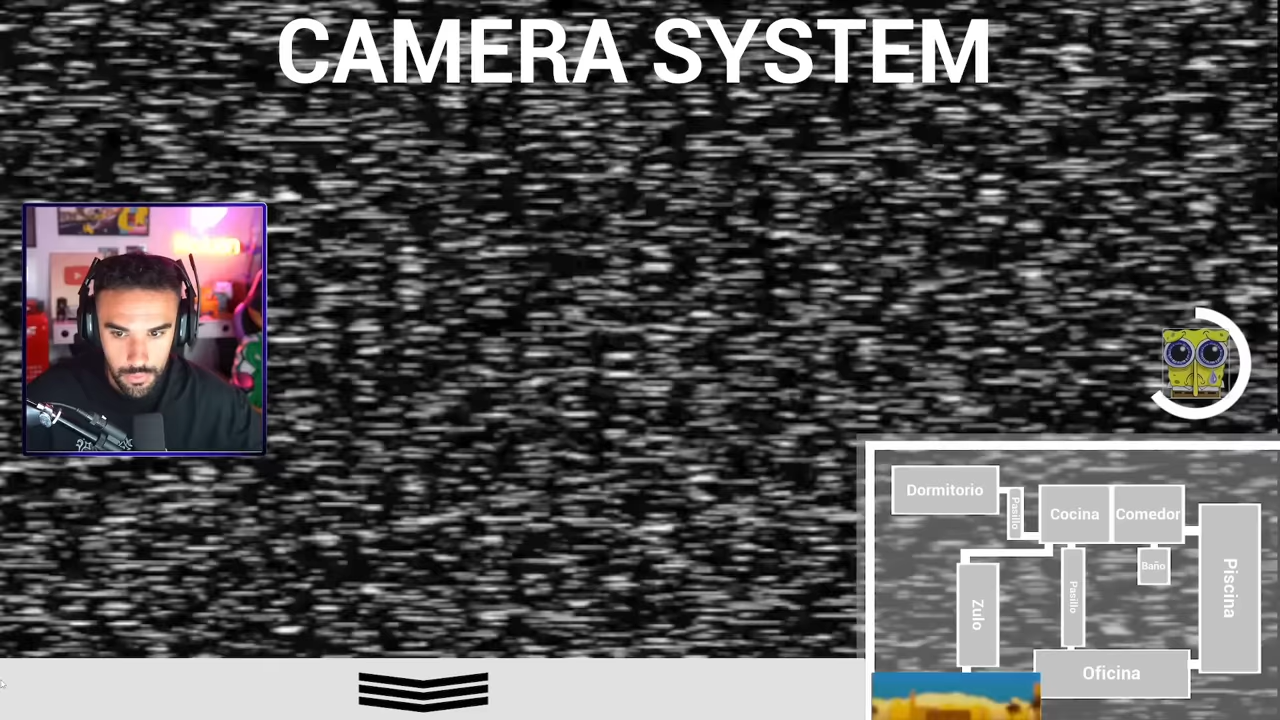 CAMERA SYSTEM
Dormitorio
Pasillo
Cocina
Comedor
Baño
Piscina
Zulo
Pasillo
Oficina